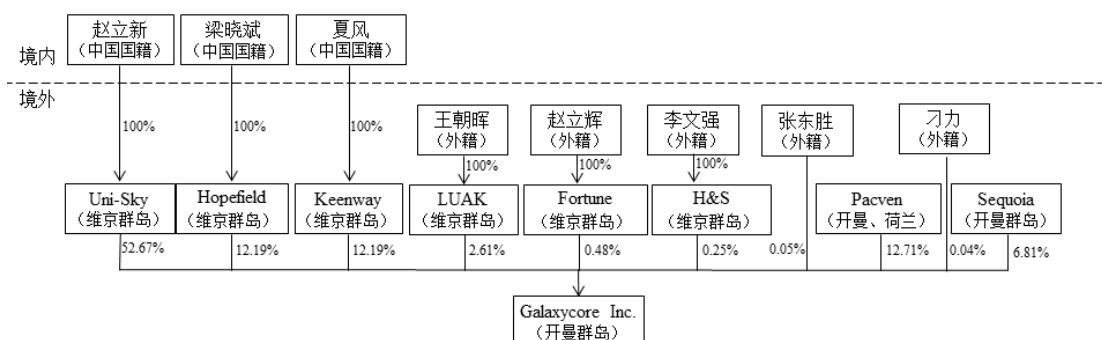 赵立新
(中国国籍)
梁晓斌
(中国国籍)
夏风
(中国国籍)
境内
境外
100%
100%
100%
王朝晖
(外籍)
赵立辉
(外籍)
李文强
(外籍)
张东胜
(外籍)
刁力
(外籍)
100%
100%
100%
Uni-Sky
(维京群岛)
Hopefield
(维京群岛)
Keenway
(维京群岛)
LUAK
(维京群岛)
Fortune
(维京群岛)
H&S
(维京群岛)
Pacven
(开曼、荷兰)
Sequoia
(开曼群岛)
52.67%
12.19%
12.19%
2.61%
0.48%
0.25%
0.05%
12.71%
0.04%
6.81%
Galaxycore Inc.
(开曼群岛)